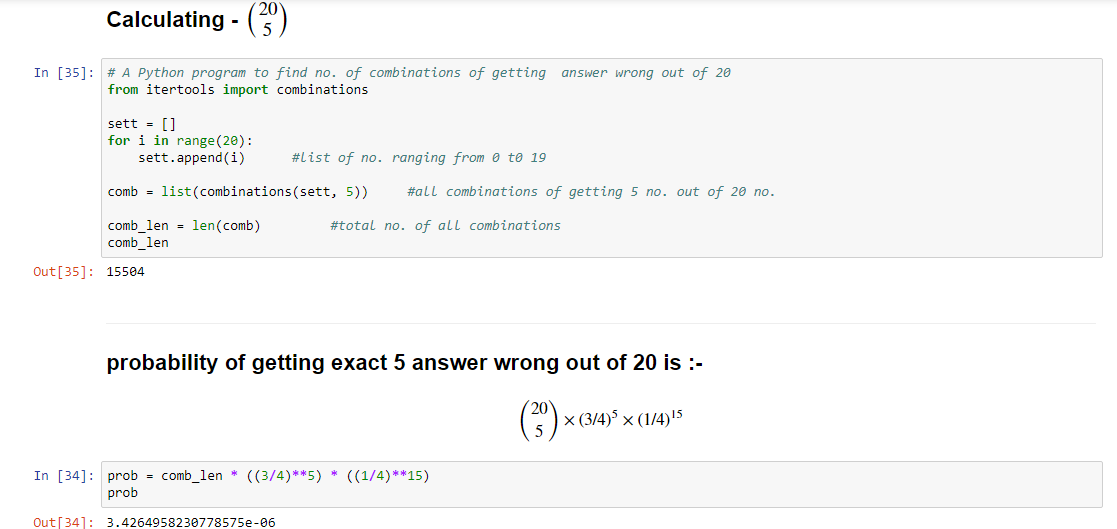 Calculating - (20 5)
In [35]: # A Python program to find no. of combinations of getting  answer wrong out of 20
from itertools import combinations
sett = []
for i in range(20):
    sett.append(i)      #list of no. ranging from 0 t0 19
comb = list(combinations(sett, 5))     #all combinations of getting 5 no. out of 20 no.
comb_len = len(comb)         #total no. of all combinations
comb_len
Out[35]: 15504
probability of getting exact 5 answer wrong out of 20 is :-
(20 5) × (3/4)⁵ × (1/4)¹⁵
In [34]: prob = comb_len * ((3/4)**5) * ((1/4)**15)
prob
Out[34]: 3.4264958230778575e-06